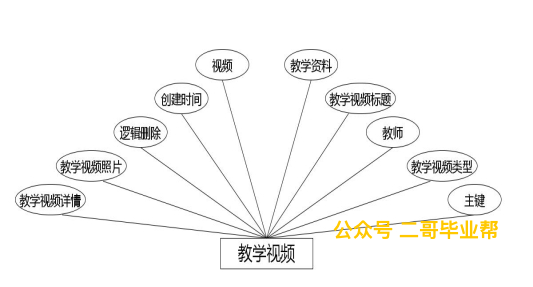 视频
教学资料
创建时间
教学视频标题
逻辑删除
教师
教学视频照片
教学视频类型
教学视频详情
主键
公众号 二哥毕业帮
教学视频